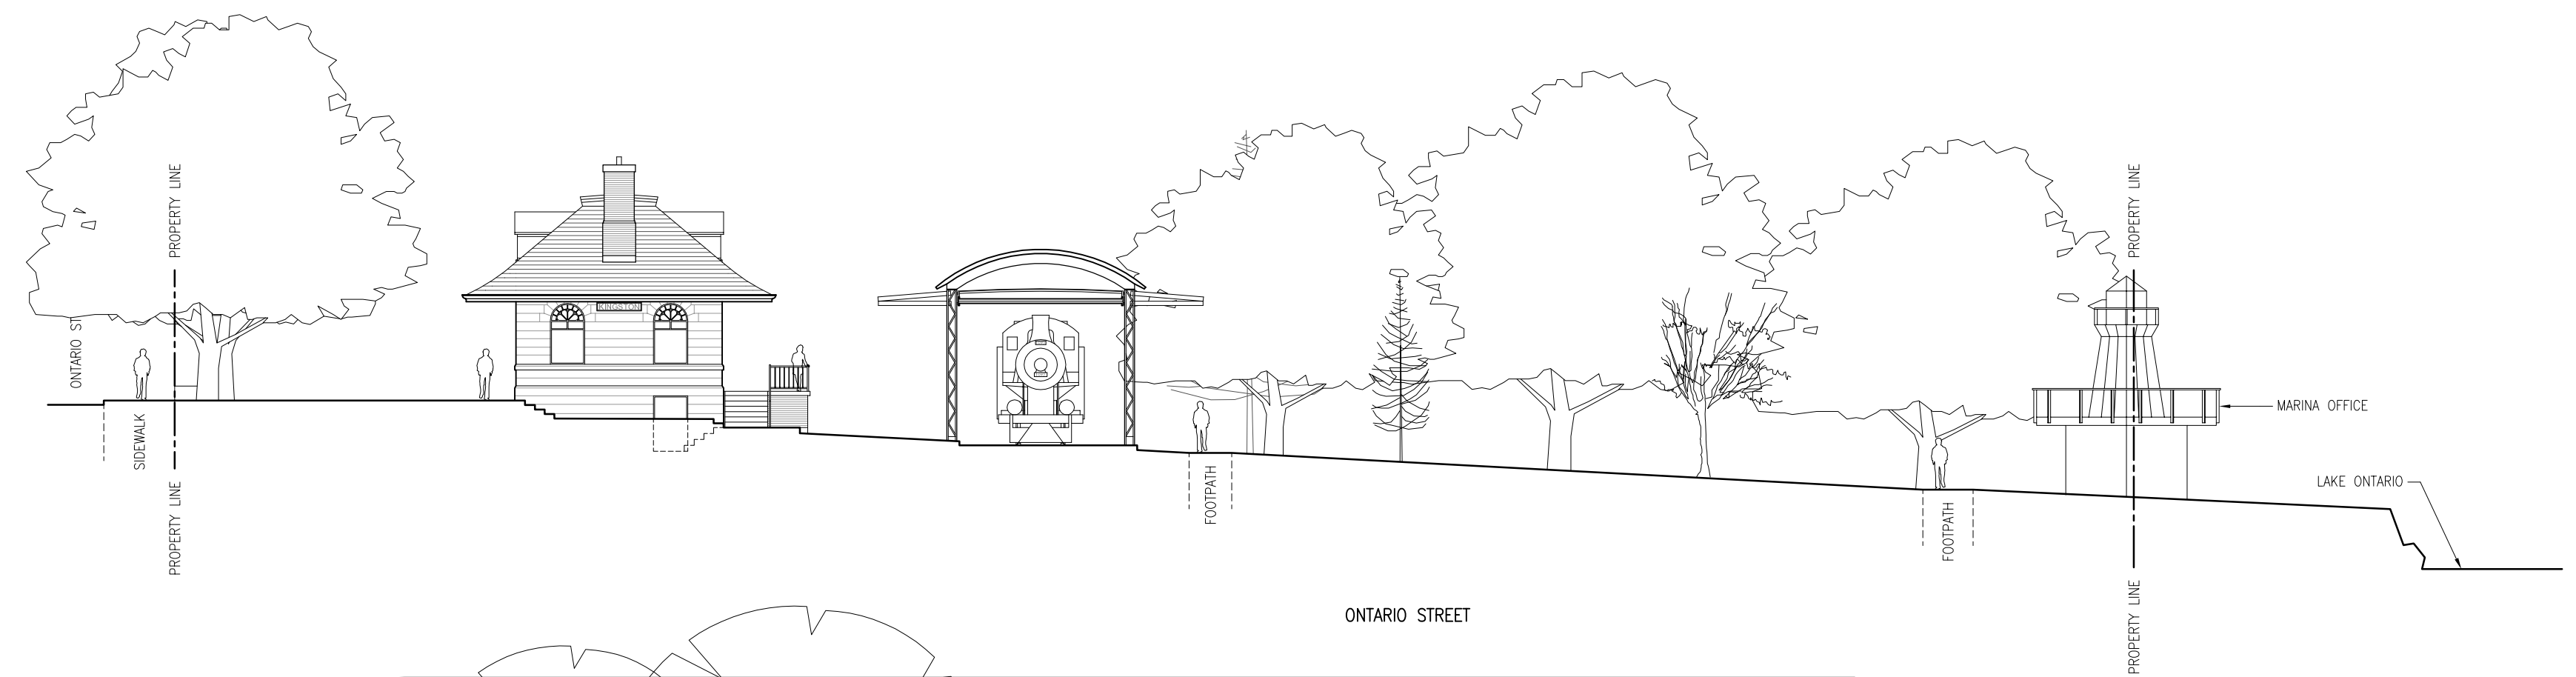 PROPERTY LINE
ONTARIO ST
SIDEWALK
PROPERTY LINE
KINGSTON
FOOTPATH
FOOTPATH
PROPERTY LINE
MARINA OFFICE
LAKE ONTARIO
PROPERTY LINE
ONTARIO STREET